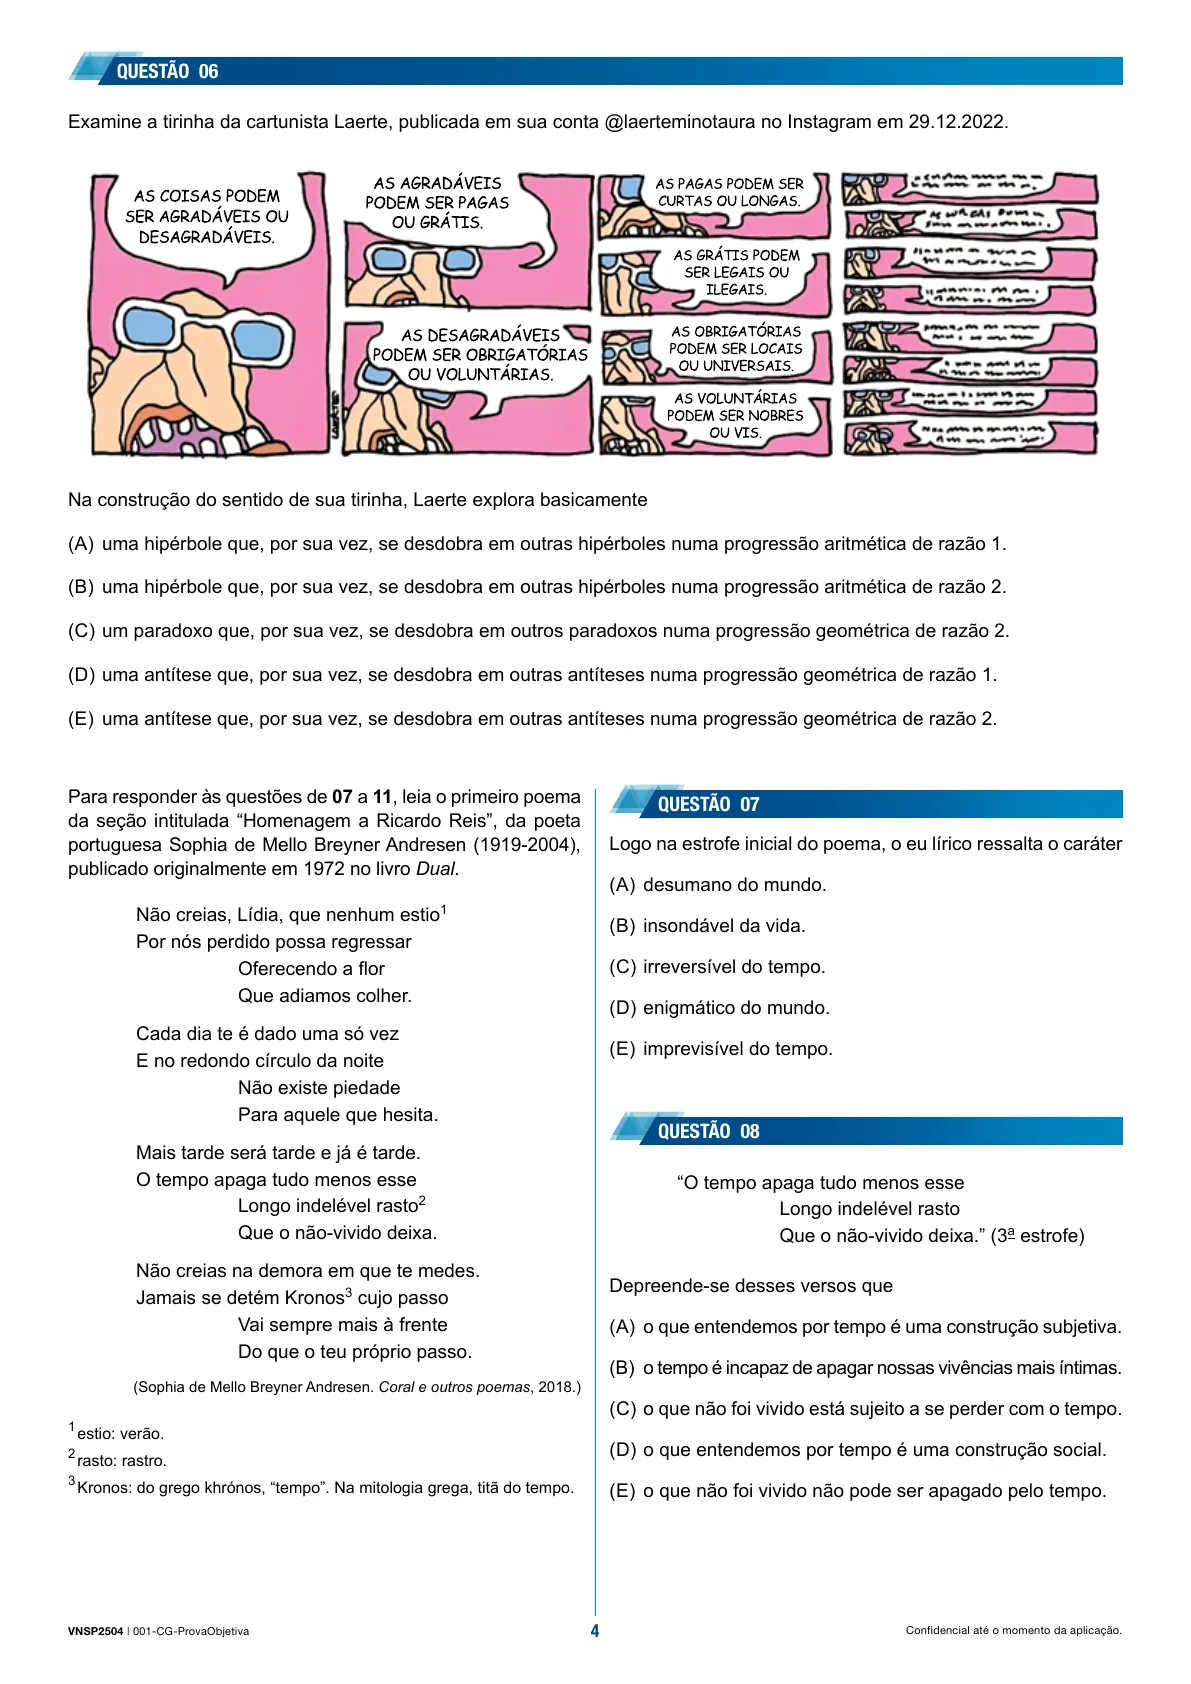 QUESTÃO 06
Examine a tirinha da cartunista Laerte, publicada em sua conta @laerteminotaura no Instagram em 29.12.2022.
AS COISAS PODEM
SER AGRADÁVEIS OU
DESAGRADÁVEIS.
LAERTE
AS AGRADÁVEIS
PODEM SER PAGAS
OU GRÁTIS.
AS DESAGRADÁVEIS
PODEM SER OBRIGATÓRIAS
OU VOLUNTÁRIAS.
AS PAGAS PODEM SER
CURTAS OU LONGAS.
AS GRÁTIS PODEM
SER LEGAIS OU
ILEGAIS.
AS OBRIGATÓRIAS
PODEM SER LOCAIS
OU UNIVERSAIS.
AS VOLUNTÁRIAS
PODEM SER NOBRES
OU VIS.
Na construção do sentido de sua tirinha, Laerte explora basicamente
(A) uma hipérbole que, por sua vez, se desdobra em outras hipérboles numa progressão aritmética de razão 1.
(B) uma hipérbole que, por sua vez, se desdobra em outras hipérboles numa progressão aritmética de razão 2.
(C) um paradoxo que, por sua vez, se desdobra em outros paradoxos numa progressão geométrica de razão 2.
(D) uma antítese que, por sua vez, se desdobra em outras antíteses numa progressão geométrica de razão 1.
(E) uma antítese que, por sua vez, se desdobra em outras antíteses numa progressão geométrica de razão 2.
Para responder às questões de 07 a 11, leia o primeiro poema
da seção intitulada “Homenagem a Ricardo Reis”, da poeta
portuguesa Sophia de Mello Breyner Andresen (1919-2004),
publicado originalmente em 1972 no livro Dual.
Não creias, Lídia, que nenhum estio1
Por nós perdido possa regressar
Oferecendo a flor
Que adiamos colher.
Cada dia te é dado uma só vez
E no redondo círculo da noite
Não existe piedade
Para aquele que hesita.
Mais tarde será tarde e já é tarde.
O tempo apaga tudo menos esse
Longo indelével rasto2
Que o não-vivido deixa.
Não creias na demora em que te medes.
Jamais se detém Kronos3 cujo passo
Vai sempre mais à frente
Do que o teu próprio passo.
(Sophia de Mello Breyner Andresen. Coral e outros poemas, 2018.)
1 estio: verão.
2 rasto: rastro.
3 Kronos: do grego khrónos, “tempo”. Na mitologia grega, titã do tempo.
QUESTÃO 07
Logo na estrofe inicial do poema, o eu lírico ressalta o caráter
(A) desumano do mundo.
(B) insondável da vida.
(C) irreversível do tempo.
(D) enigmático do mundo.
(E) imprevisível do tempo.
QUESTÃO 08
“O tempo apaga tudo menos esse
Longo indelével rasto
Que o não-vivido deixa.” (3ª estrofe)
Depreende-se desses versos que
(A) o que entendemos por tempo é uma construção subjetiva.
(B) o tempo é incapaz de apagar nossas vivências mais íntimas.
(C) o que não foi vivido está sujeito a se perder com o tempo.
(D) o que entendemos por tempo é uma construção social.
(E) o que não foi vivido não pode ser apagado pelo tempo.
VNSP2504 | 001-CG-ProvaObjetiva
4
Confidencial até o momento da aplicação.